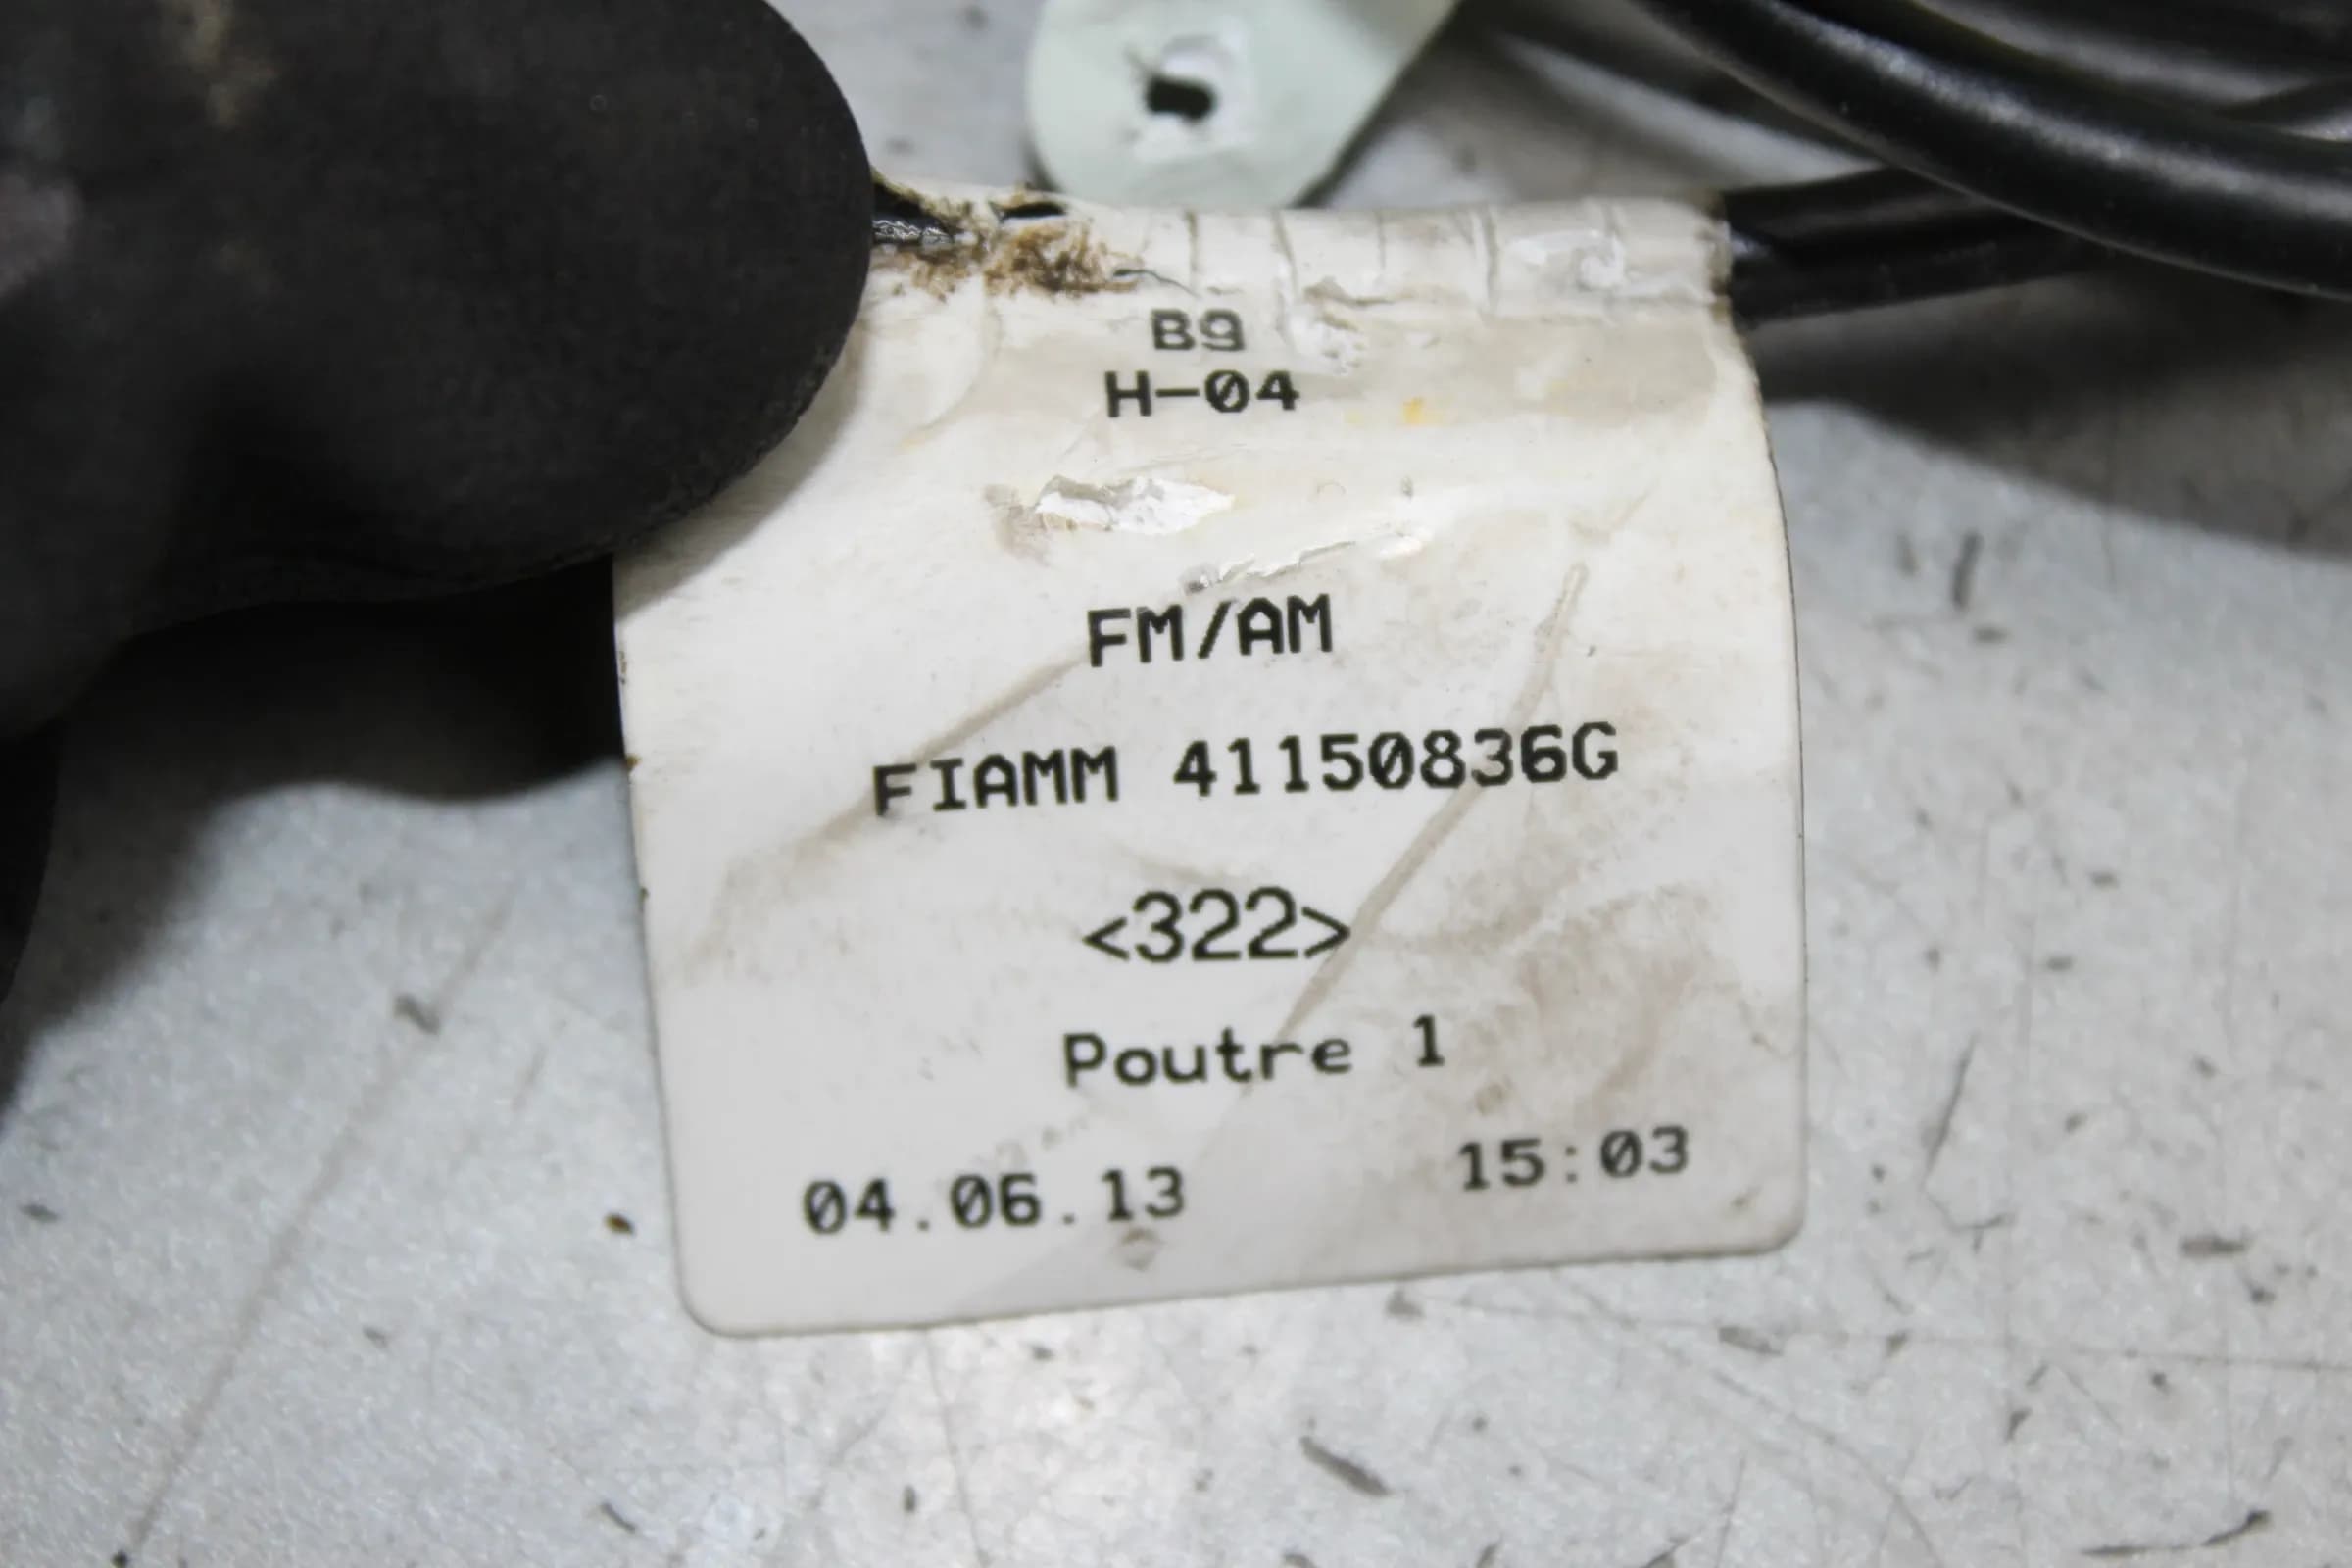 B9
H-04
FM/AM
FIAMM 41150836G
<322>
Poutre 1
04.06.13 15:03